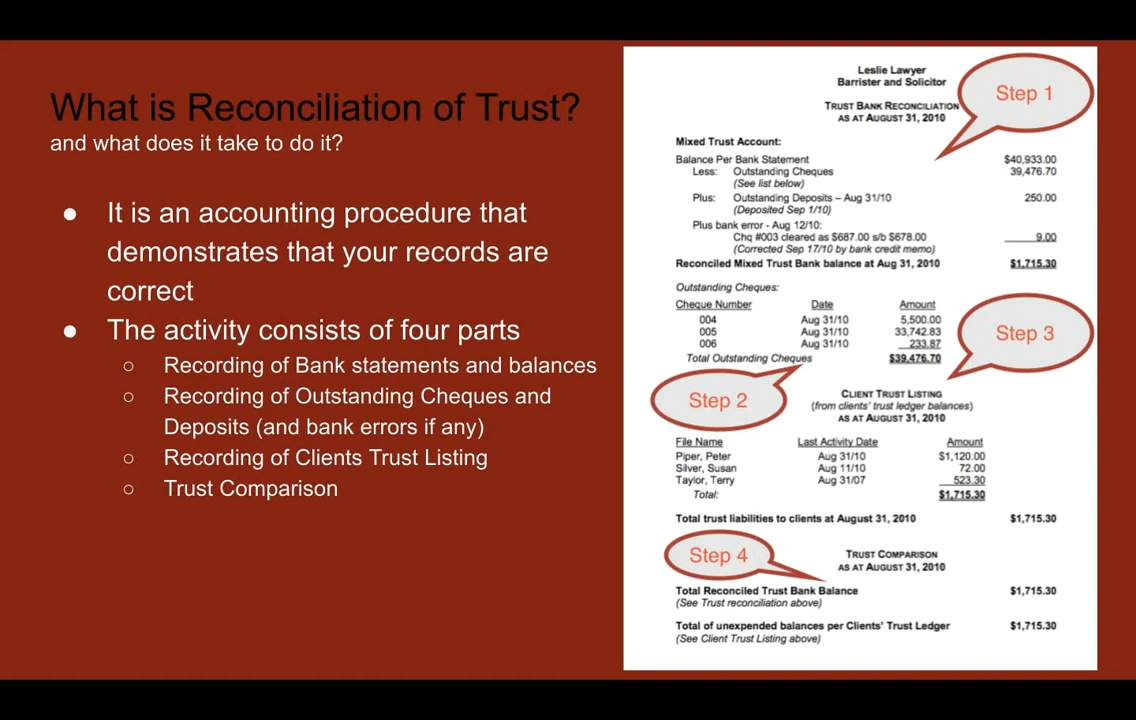 What is Reconciliation of Trust?
and what does it take to do it?
● It is an accounting procedure that
demonstrates that your records are
correct
● The activity consists of four parts
○ Recording of Bank statements and balances
○ Recording of Outstanding Cheques and
Deposits (and bank errors if any)
○ Recording of Clients Trust Listing
○ Trust Comparison
Leslie Lawyer
Barrister and Solicitor
TRUST BANK RECONCILIATION
AS AT AUGUST 31, 2010
Step 1
Mixed Trust Account:
Balance Per Bank Statement $40,933.00
Less: Outstanding Cheques 39,476.70
(See list below)
Plus: Outstanding Deposits – Aug 31/10 250.00
(Deposited Sep 1/10)
Plus bank error - Aug 12/10:
Chq #003 cleared as $687.00 s/b $678.00 9.00
(Corrected Sep 17/10 by bank credit memo)
Reconciled Mixed Trust Bank balance at Aug 31, 2010 $1,715.30
Outstanding Cheques:
Cheque Number Date Amount
004 Aug 31/10 5,500.00
005 Aug 31/10 33,742.83
006 Aug 31/10 233.87
Total Outstanding Cheques $39,476.70
Step 3
Step 2
CLIENT TRUST LISTING
(from clients' trust ledger balances)
AS AT AUGUST 31, 2010
File Name Last Activity Date Amount
Piper, Peter Aug 31/10 $1,120.00
Silver, Susan Aug 11/10 72.00
Taylor, Terry Aug 31/07 523.30
Total: $1,715.30
Total trust liabilities to clients at August 31, 2010 $1,715.30
Step 4
TRUST COMPARISON
AS AT AUGUST 31, 2010
Total Reconciled Trust Bank Balance $1,715.30
(See Trust reconciliation above)
Total of unexpended balances per Clients' Trust Ledger $1,715.30
(See Client Trust Listing above)